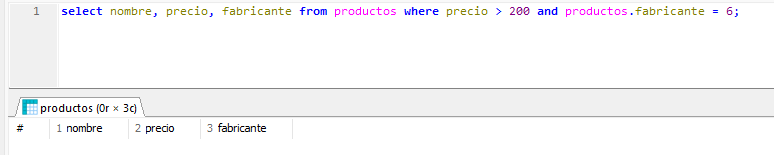 1 select nombre, precio, fabricante from productos where precio > 200 and productos.fabricante = 6;
productos (0r × 3c)
# 1 nombre 2 precio 3 fabricante